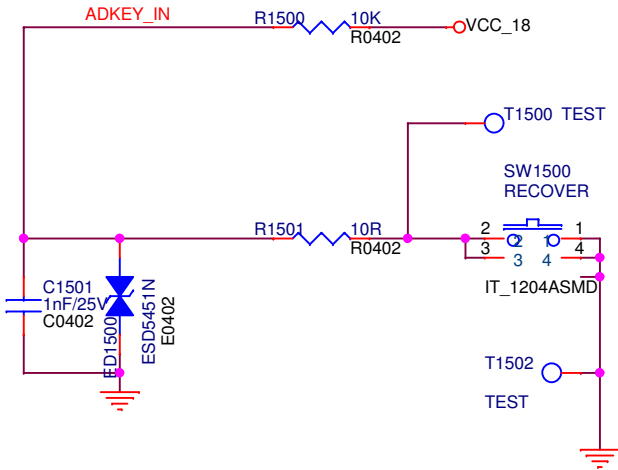 ADKEY_IN
R1500
10K
R0402
VCC_18
T1500 TEST
SW1500
RECOVER
R1501
10R
R0402
2
2
1
1
3
3
4
4
IT_1204ASMD
C1501
1nF/25V
C0402
ED1500
ESD5451N
E0402
T1502
TEST